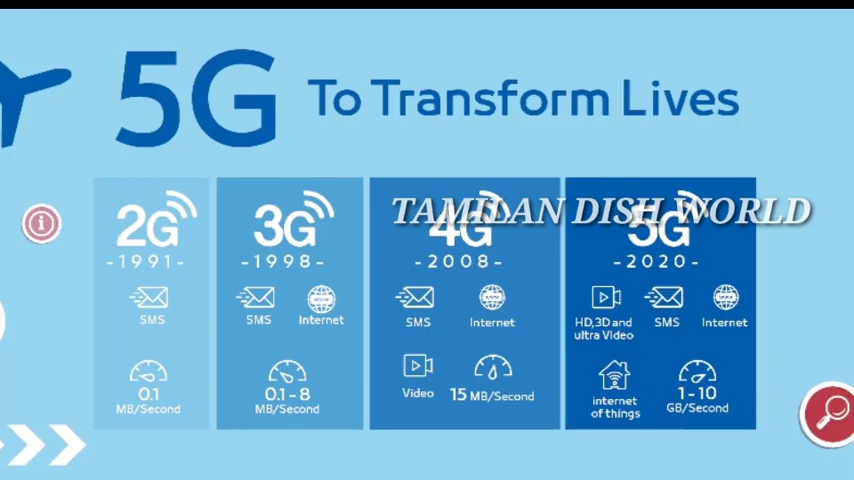 5G To Transform Lives
TAMILAN DISH WORLD
2G
-1991-
SMS
0.1
MB/Second
3G
-1998-
SMS
Internet
0.1-8
MB/Second
4G
-2008-
SMS
Internet
Video
15 MB/Second
5G
-2020-
HD,3D and
ultra Video
SMS
Internet
internet
of things
1-10
GB/Second